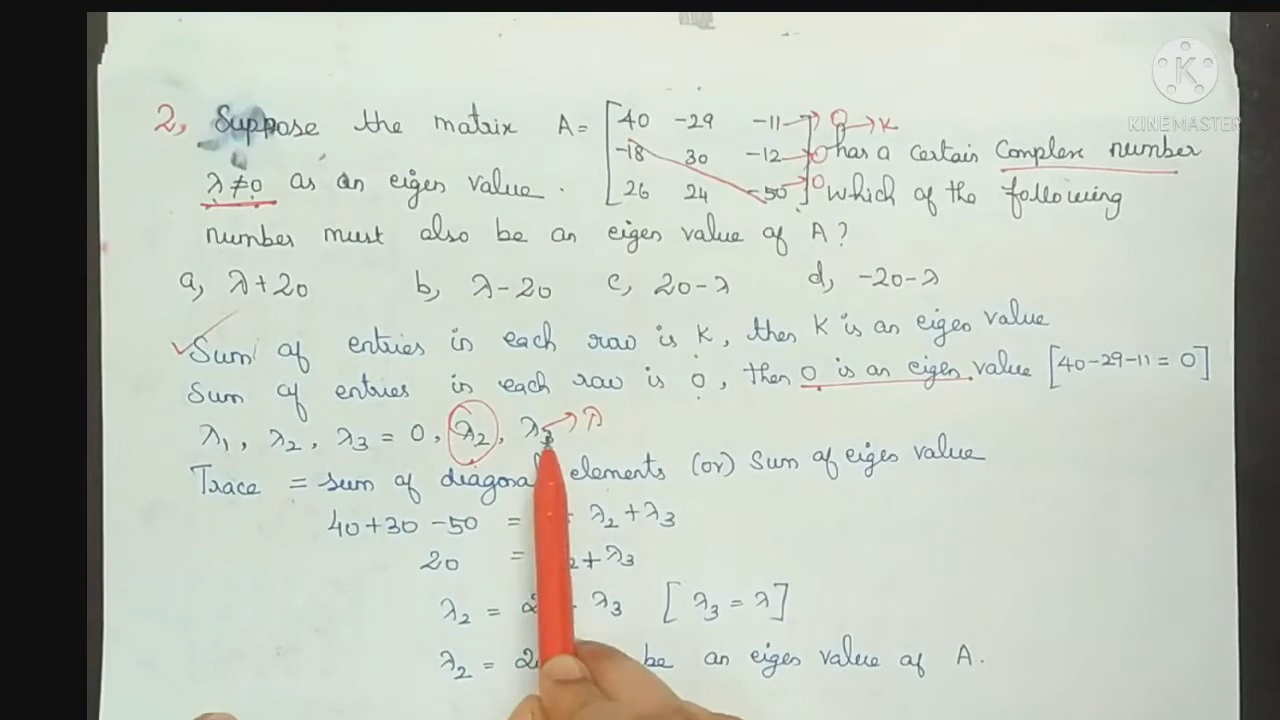 KINEMASTER
2, Suppose the matrix A = [40 -29 -11 → 0 → K
-18 30 -12 → 0 has a certain Complex number
λ ≠ 0 as an eigen value. 26 24 -50] → 0 which of the following
number must also be an eigen value of A?
a, λ+20 b, λ-20 c, 20-λ d, -20-λ
✓ Sum of entries in each row is K, then K is an eigen value
Sum of entries in each row is 0, then 0 is an eigen value [40-29-11 = 0]
λ1, λ2, λ3 = 0, λ2, λ3 → λ
Trace = sum of diagonal elements (or) Sum of eigen value
40+30-50 = λ2+λ3
20 = +λ3
λ2 = λ3 [λ3 = λ]
λ2 = be an eigen value of A.